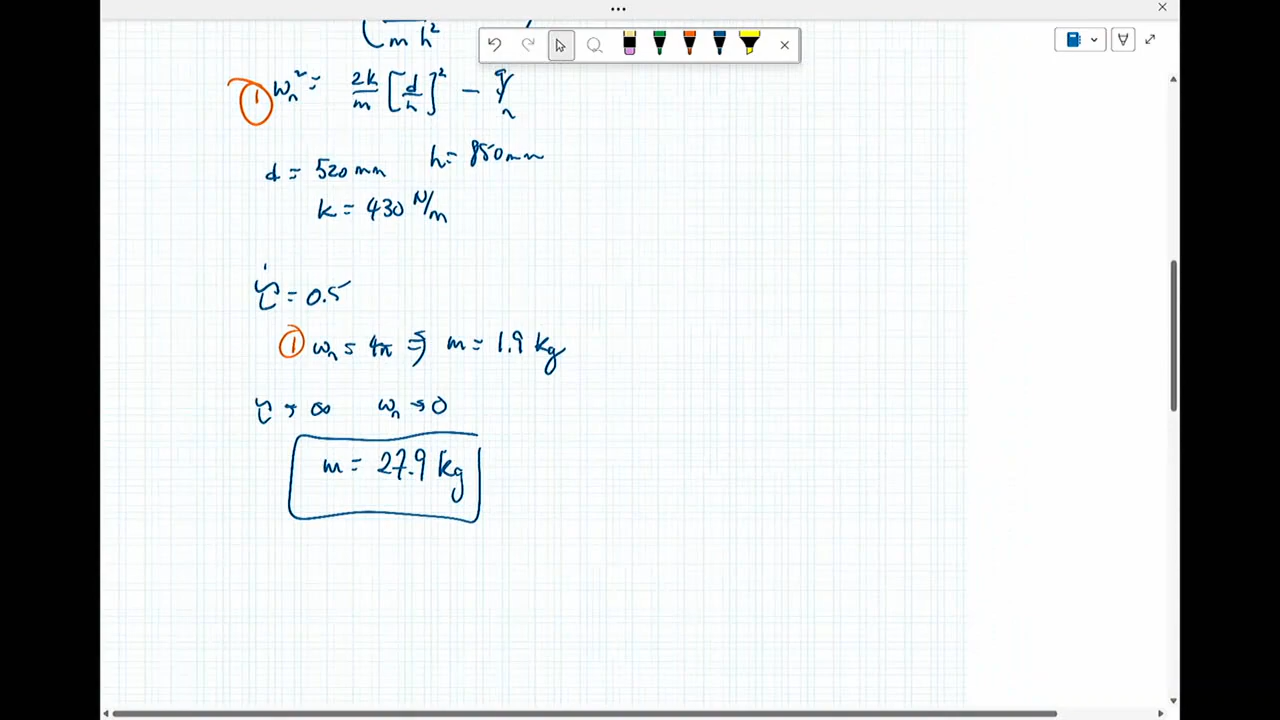 m h²
① ωn² = 2k/m [d/h]² - g/h
d = 520 mm h = 850 mm
k = 430 N/m
τ = 0.5
① ωn = 4π ⇒ m = 1.9 kg
τ → ∞ ωn → 0
m = 27.9 kg